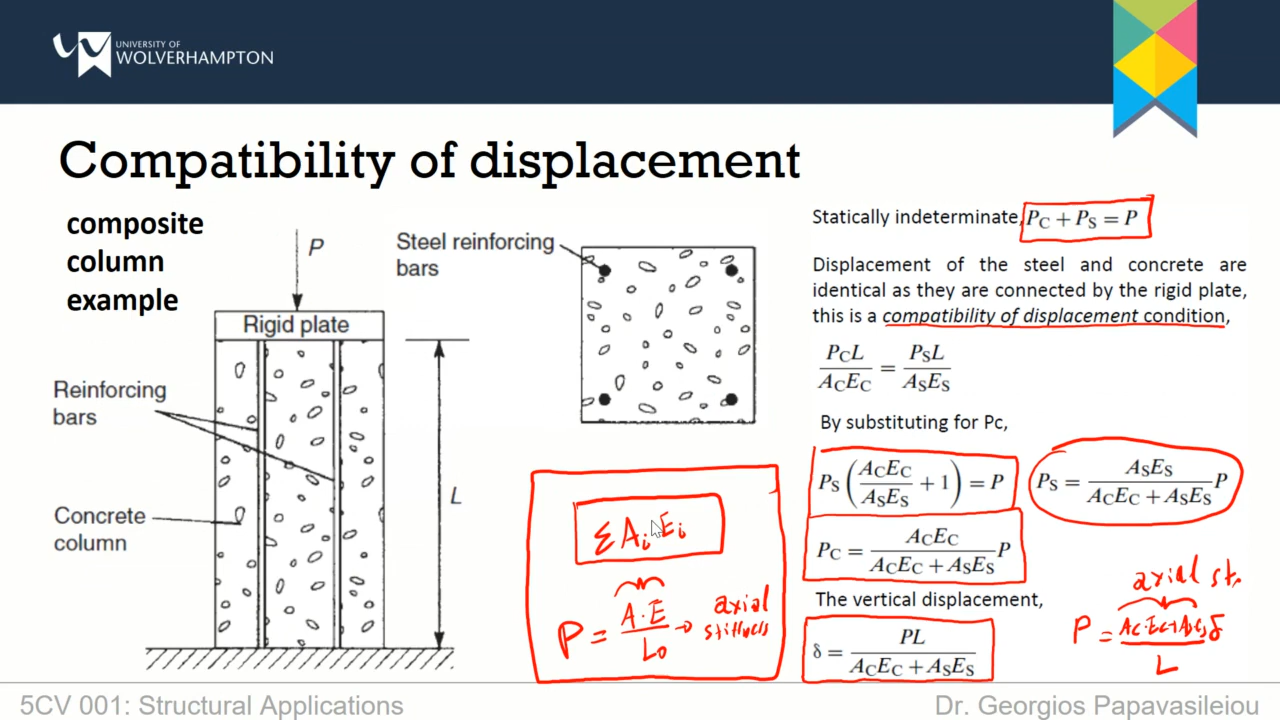 UNIVERSITY OF
WOLVERHAMPTON
Compatibility of displacement
composite
column
example
P
Rigid plate
Reinforcing
bars
Concrete
column
L
Steel reinforcing
bars
Statically indeterminate, P_C + P_S = P
Displacement of the steel and concrete are
identical as they are connected by the rigid plate,
this is a compatibility of displacement condition,
P_C L / A_C E_C = P_S L / A_S E_S
By substituting for Pc,
P_S (A_C E_C / A_S E_S + 1) = P
P_S = A_S E_S / (A_C E_C + A_S E_S) P
P_C = A_C E_C / (A_C E_C + A_S E_S) P
The vertical displacement,
δ = PL / (A_C E_C + A_S E_S)
Σ A_i E_i
P = A·E / L_0 → axial
stiffness
axial st.
P = (A_C·E_C + A_S E_S) δ / L
5CV 001: Structural Applications
Dr. Georgios Papavasileiou